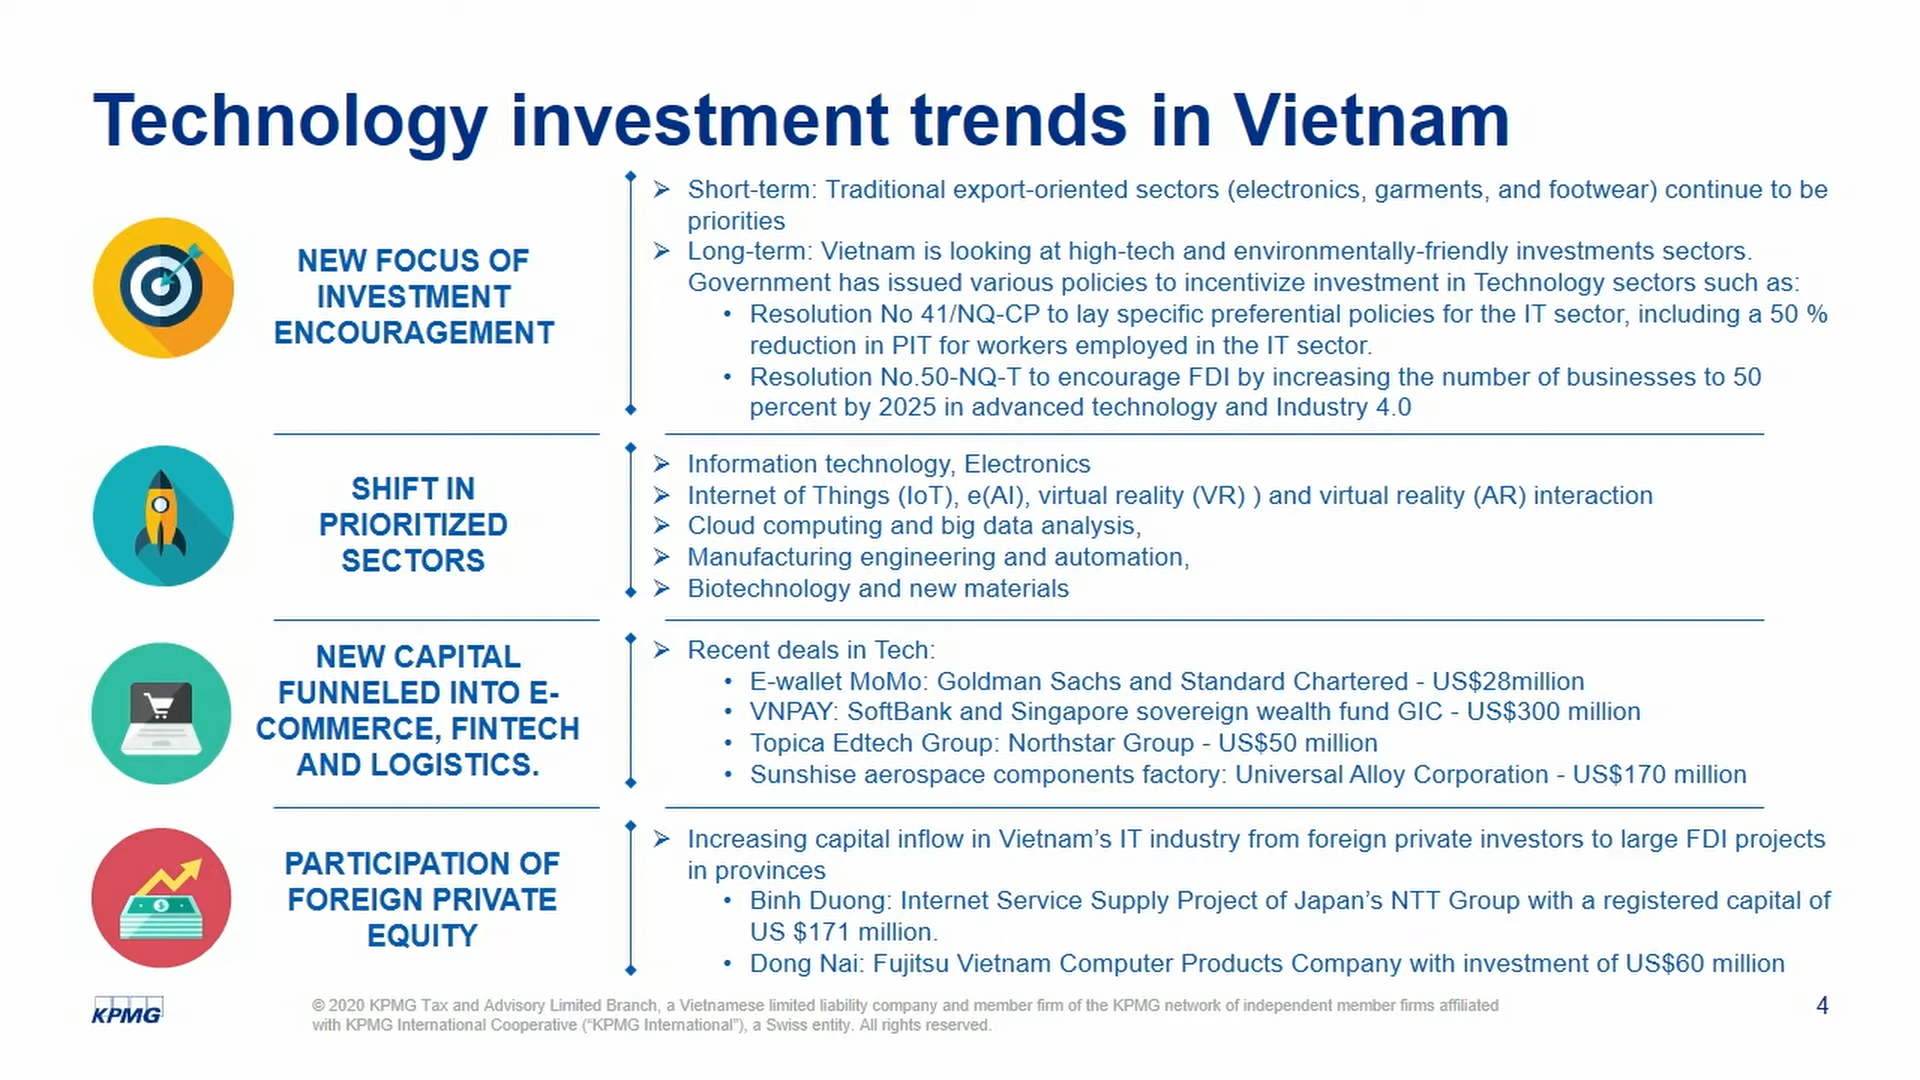 Technology investment trends in Vietnam
NEW FOCUS OF
INVESTMENT
ENCOURAGEMENT
➢ Short-term: Traditional export-oriented sectors (electronics, garments, and footwear) continue to be
priorities
➢ Long-term: Vietnam is looking at high-tech and environmentally-friendly investments sectors.
Government has issued various policies to incentivize investment in Technology sectors such as:
• Resolution No 41/NQ-CP to lay specific preferential policies for the IT sector, including a 50 %
reduction in PIT for workers employed in the IT sector.
• Resolution No.50-NQ-T to encourage FDI by increasing the number of businesses to 50
percent by 2025 in advanced technology and Industry 4.0
SHIFT IN
PRIORITIZED
SECTORS
➢ Information technology, Electronics
➢ Internet of Things (IoT), e(AI), virtual reality (VR) ) and virtual reality (AR) interaction
➢ Cloud computing and big data analysis,
➢ Manufacturing engineering and automation,
➢ Biotechnology and new materials
NEW CAPITAL
FUNNELED INTO E-
COMMERCE, FINTECH
AND LOGISTICS.
➢ Recent deals in Tech:
• E-wallet MoMo: Goldman Sachs and Standard Chartered - US$28million
• VNPAY: SoftBank and Singapore sovereign wealth fund GIC - US$300 million
• Topica Edtech Group: Northstar Group - US$50 million
• Sunshise aerospace components factory: Universal Alloy Corporation - US$170 million
PARTICIPATION OF
FOREIGN PRIVATE
EQUITY
➢ Increasing capital inflow in Vietnam’s IT industry from foreign private investors to large FDI projects
in provinces
• Binh Duong: Internet Service Supply Project of Japan’s NTT Group with a registered capital of
US $171 million.
• Dong Nai: Fujitsu Vietnam Computer Products Company with investment of US$60 million
KPMG
© 2020 KPMG Tax and Advisory Limited Branch, a Vietnamese limited liability company and member firm of the KPMG network of independent member firms affiliated
with KPMG International Cooperative (“KPMG International”), a Swiss entity. All rights reserved.
4